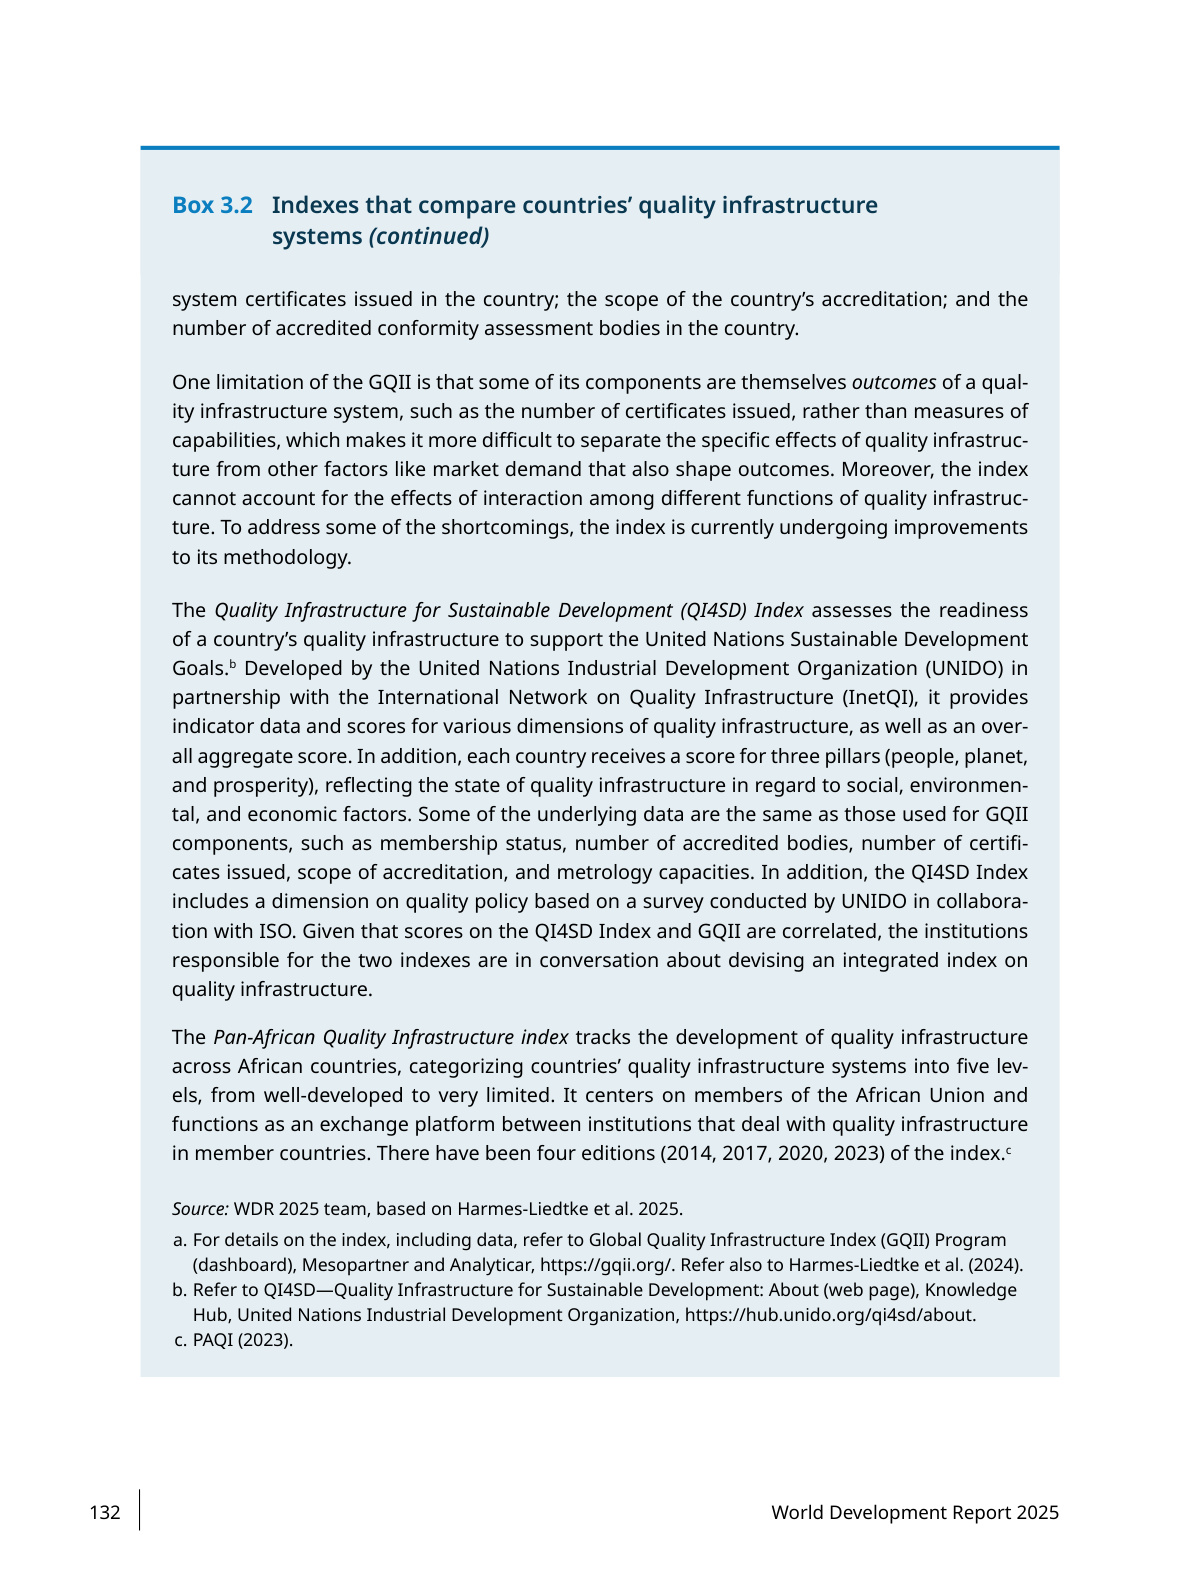 Box 3.2 Indexes that compare countries’ quality infrastructure
systems (continued)
system certificates issued in the country; the scope of the country’s accreditation; and the
number of accredited conformity assessment bodies in the country.
One limitation of the GQII is that some of its components are themselves outcomes of a qual-
ity infrastructure system, such as the number of certificates issued, rather than measures of
capabilities, which makes it more difficult to separate the specific effects of quality infrastruc-
ture from other factors like market demand that also shape outcomes. Moreover, the index
cannot account for the effects of interaction among different functions of quality infrastruc-
ture. To address some of the shortcomings, the index is currently undergoing improvements
to its methodology.
The Quality Infrastructure for Sustainable Development (QI4SD) Index assesses the readiness
of a country’s quality infrastructure to support the United Nations Sustainable Development
Goals.b Developed by the United Nations Industrial Development Organization (UNIDO) in
partnership with the International Network on Quality Infrastructure (InetQI), it provides
indicator data and scores for various dimensions of quality infrastructure, as well as an over-
all aggregate score. In addition, each country receives a score for three pillars (people, planet,
and prosperity), reflecting the state of quality infrastructure in regard to social, environmen-
tal, and economic factors. Some of the underlying data are the same as those used for GQII
components, such as membership status, number of accredited bodies, number of certifi-
cates issued, scope of accreditation, and metrology capacities. In addition, the QI4SD Index
includes a dimension on quality policy based on a survey conducted by UNIDO in collabora-
tion with ISO. Given that scores on the QI4SD Index and GQII are correlated, the institutions
responsible for the two indexes are in conversation about devising an integrated index on
quality infrastructure.
The Pan-African Quality Infrastructure index tracks the development of quality infrastructure
across African countries, categorizing countries’ quality infrastructure systems into five lev-
els, from well-developed to very limited. It centers on members of the African Union and
functions as an exchange platform between institutions that deal with quality infrastructure
in member countries. There have been four editions (2014, 2017, 2020, 2023) of the index.c
Source: WDR 2025 team, based on Harmes-Liedtke et al. 2025.
a. For details on the index, including data, refer to Global Quality Infrastructure Index (GQII) Program
(dashboard), Mesopartner and Analyticar, https://gqii.org/. Refer also to Harmes-Liedtke et al. (2024).
b. Refer to QI4SD—Quality Infrastructure for Sustainable Development: About (web page), Knowledge
Hub, United Nations Industrial Development Organization, https://hub.unido.org/qi4sd/about.
c. PAQI (2023).
132
World Development Report 2025